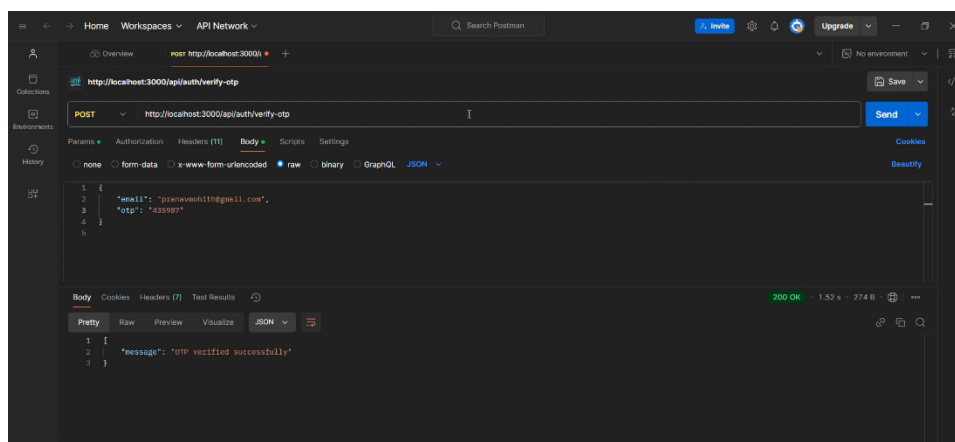 Home Workspaces API Network Search Postman Invite Upgrade
Overview POST http://localhost:3000/a + No environment
http://localhost:3000/api/auth/verify-otp Save
POST http://localhost:3000/api/auth/verify-otp Send
Params Authorization Headers (11) Body Scripts Settings Cookies
none form-data x-www-form-urlencoded raw binary GraphQL JSON Beautify
Collections
Environments
History
1 {
2 "email": "pranavmohith@gmail.com",
3 "otp": "435987"
4 }
5
Body Cookies Headers (7) Test Results 200 OK 1.52 s 274 B
Pretty Raw Preview Visualize JSON
1 {
2 "message": "OTP verified successfully"
3 }